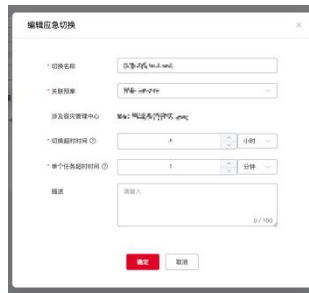 编辑应急切换
* 切换名称
* 关联预案
涉及容灾管理中心
* 切换超时时间
小时
* 单个任务超时时间
1
分钟
描述
请输入
0 / 100
确定
取消